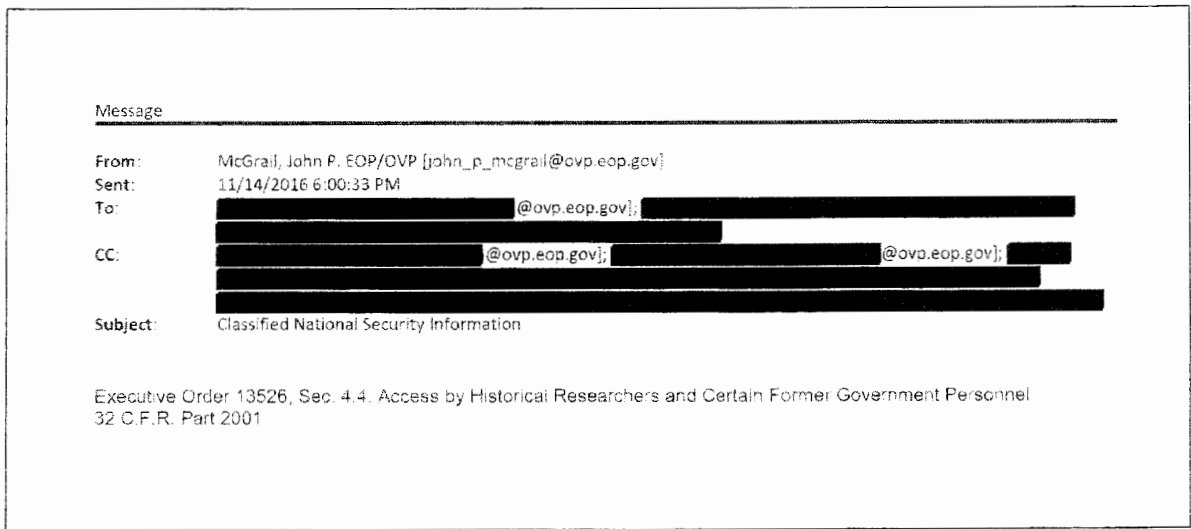 Message
From: McGrail, John P. EOP/OVP [john_p_mcgrail@ovp.eop.gov]
Sent: 11/14/2016 6:00:33 PM
To: @ovp.eop.gov];
CC: @ovp.eop.gov]; @ovp.eop.gov];
Subject: Classified National Security Information
Executive Order 13526, Sec. 4.4. Access by Historical Researchers and Certain Former Government Personnel
32 C.F.R. Part 2001